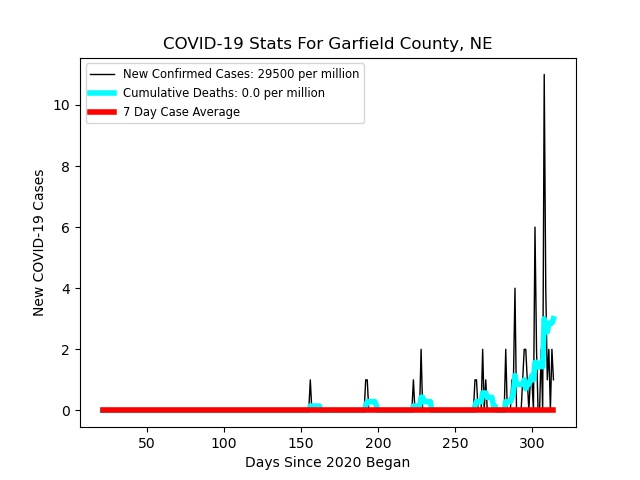 COVID-19 Stats For Garfield County, NE
New Confirmed Cases: 29500 per million
Cumulative Deaths: 0.0 per million
7 Day Case Average
New COVID-19 Cases
10
8
6
4
2
0
50 100 150 200 250 300
Days Since 2020 Began